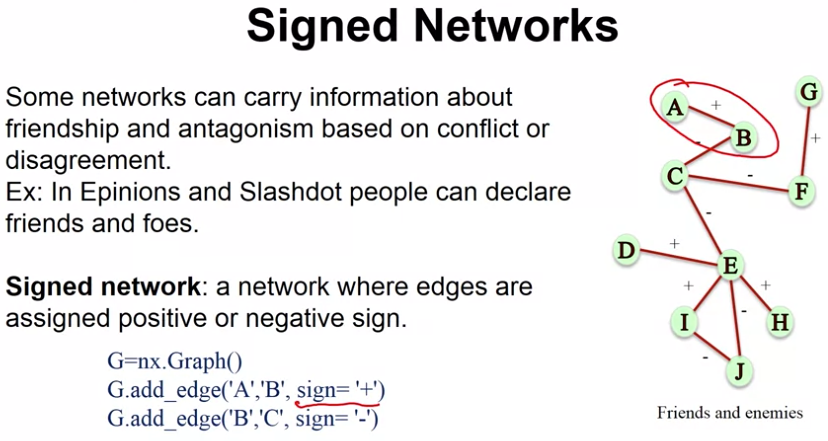 Signed Networks
Some networks can carry information about
friendship and antagonism based on conflict or
disagreement.
Ex: In Epinions and Slashdot people can declare
friends and foes.
Signed network: a network where edges are
assigned positive or negative sign.
G=nx.Graph()
G.add_edge('A','B', sign= '+')
G.add_edge('B','C', sign= '-')
G
A
+
B
+
-
C
-
F
-
D
+
E
+
+
I
-
H
-
J
Friends and enemies